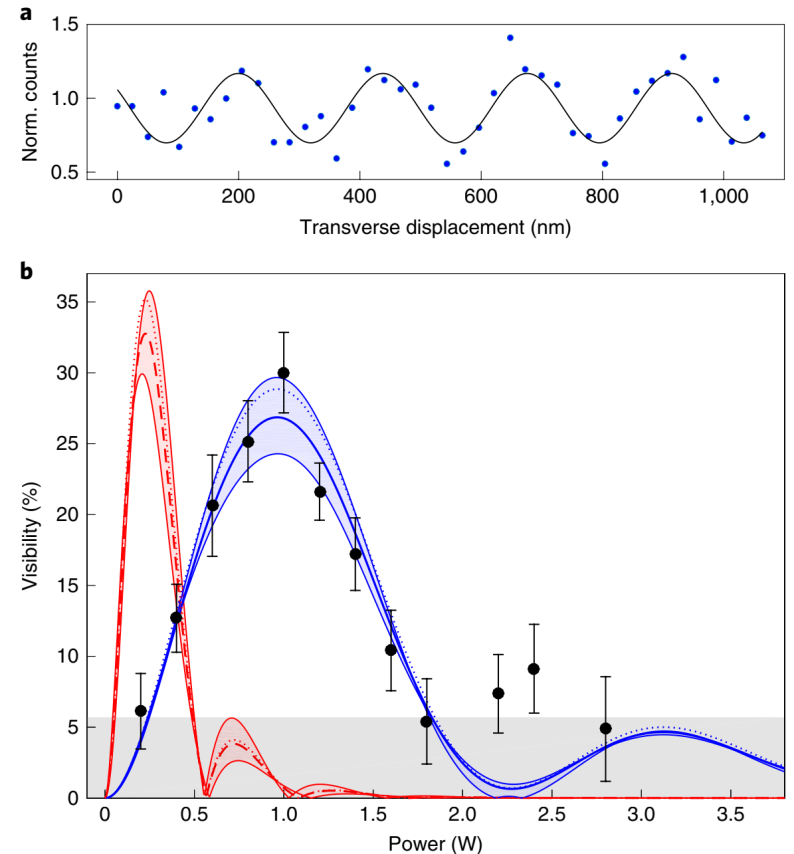 a
1.5
1.0
0.5
Norm. counts
0 200 400 600 800 1,000
Transverse displacement (nm)
b
35
30
25
20
15
10
5
0
Visibility (%)
0 0.5 1.0 1.5 2.0 2.5 3.0 3.5
Power (W)